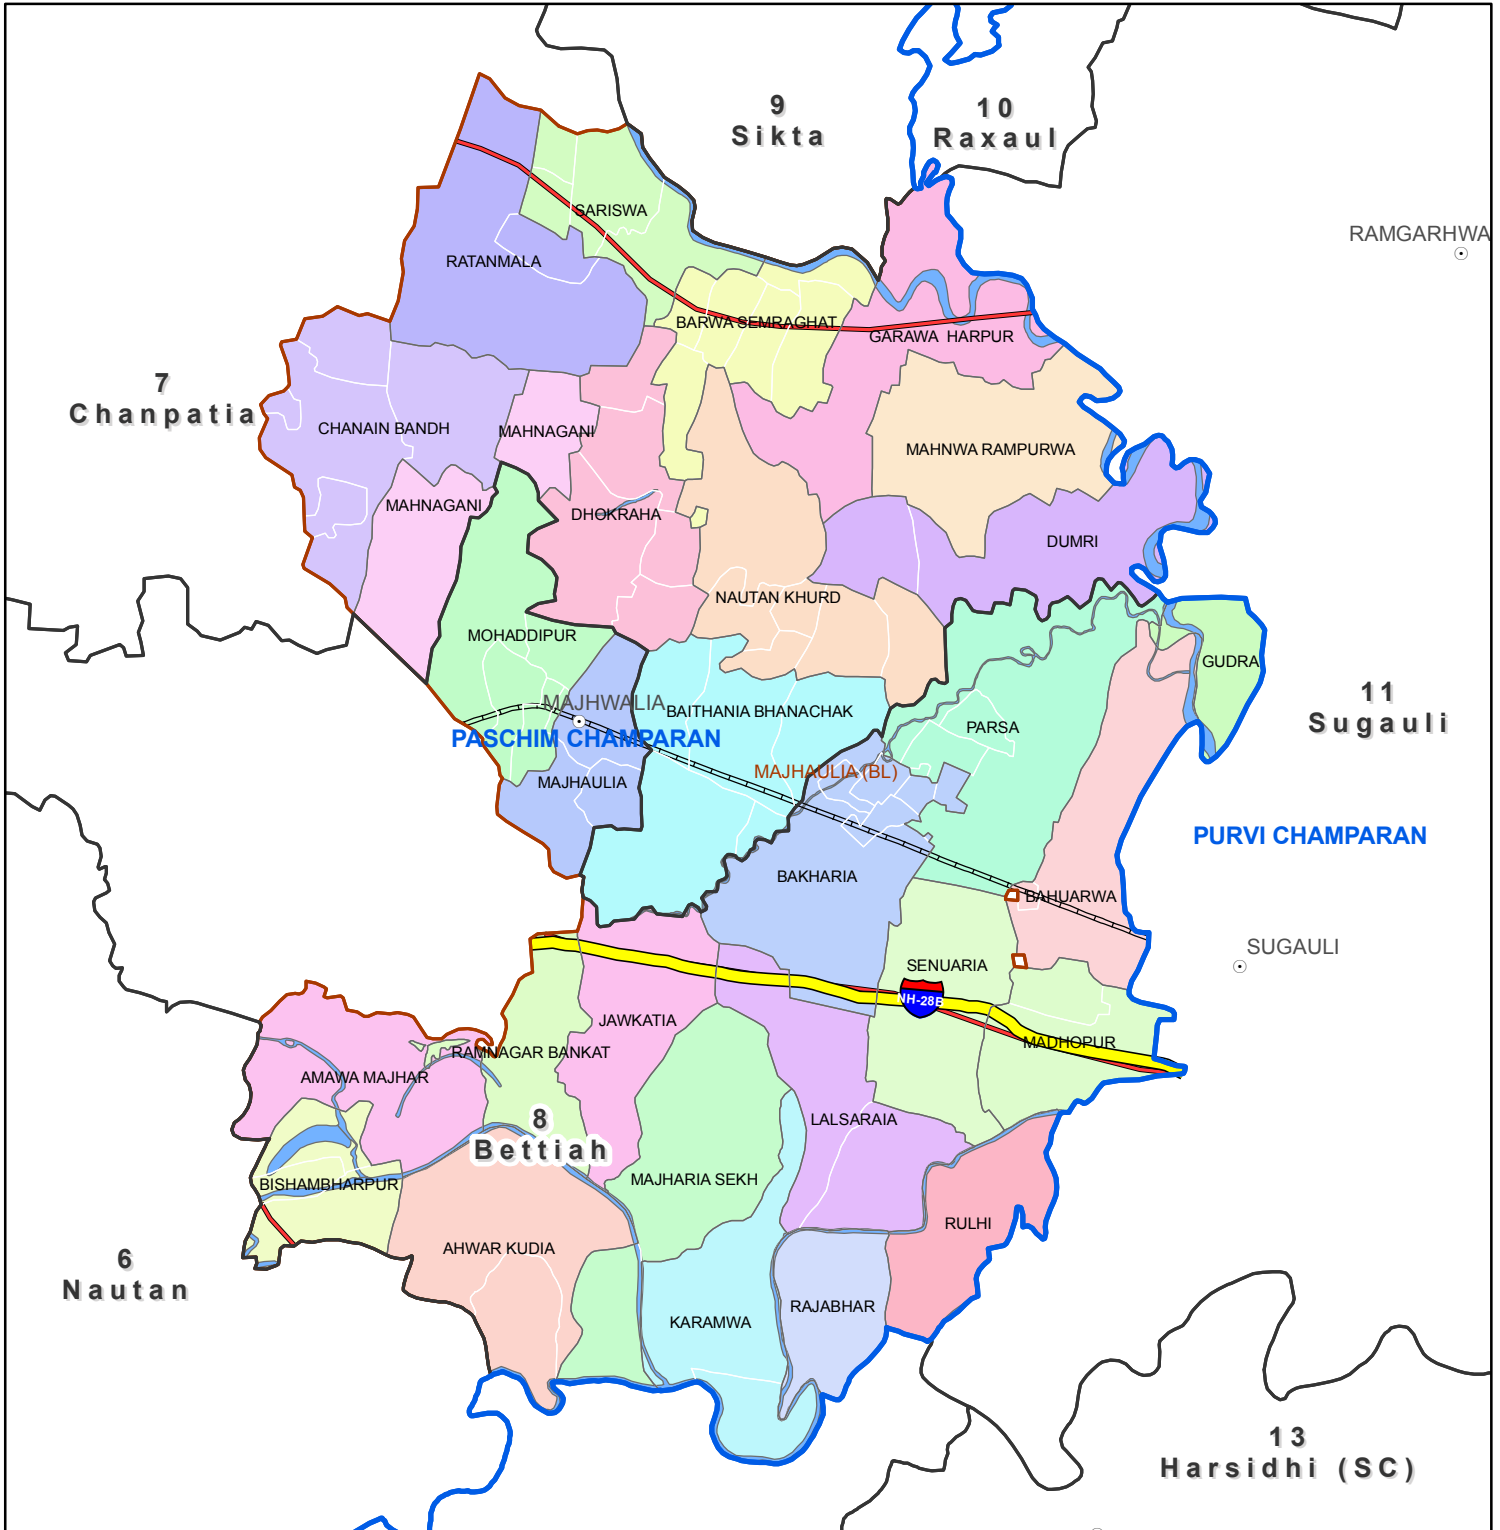 9
Sikta
10
Raxaul
RAMGARHWA
SARISWA
RATANMALA
BARWA SEMRAGHAT
GARAWA HARPUR
7
Chanpatia
CHANAIN BANDH
MAHNAGANI
MAHNWA RAMPURWA
MAHNAGANI
DHOKRAHA
DUMRI
NAUTAN KHURD
MOHADDIPUR
GUDRA
11
Sugauli
MAJHWALIA
BAITHANIA BHANACHAK
PARSA
PASCHIM CHAMPARAN
MAJHAULIA (BL)
MAJHAULIA
PURVI CHAMPARAN
BAKHARIA
BAHUARWA
SUGAULI
SENUARIA
NH-28B
JAWKATIA
MADHOPUR
RAMNAGAR BANKAT
AMAWA MAJHAR
8
Bettiah
LALSARAIA
MAJHARIA SEKH
BISHAMBHARPUR
RULHI
AHWAR KUDIA
6
Nautan
RAJABHAR
KARAMWA
13
Harsidhi (SC)